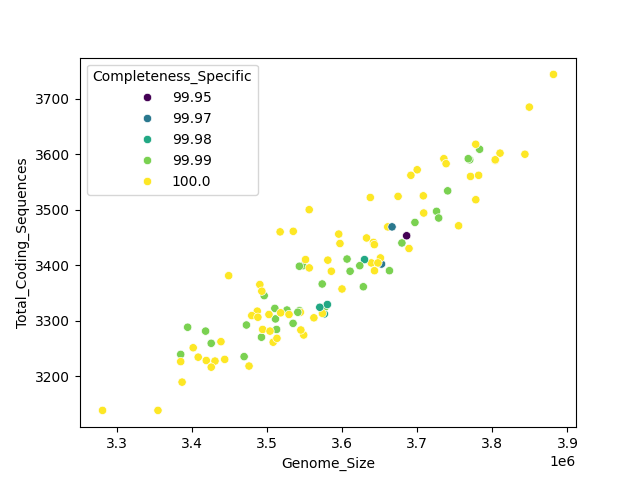 Completeness_Specific
99.95
99.97
99.98
99.99
100.0
Total_Coding_Sequences
3700
3600
3500
3400
3300
3200
3.3 3.4 3.5 3.6 3.7 3.8 3.9
1e6
Genome_Size